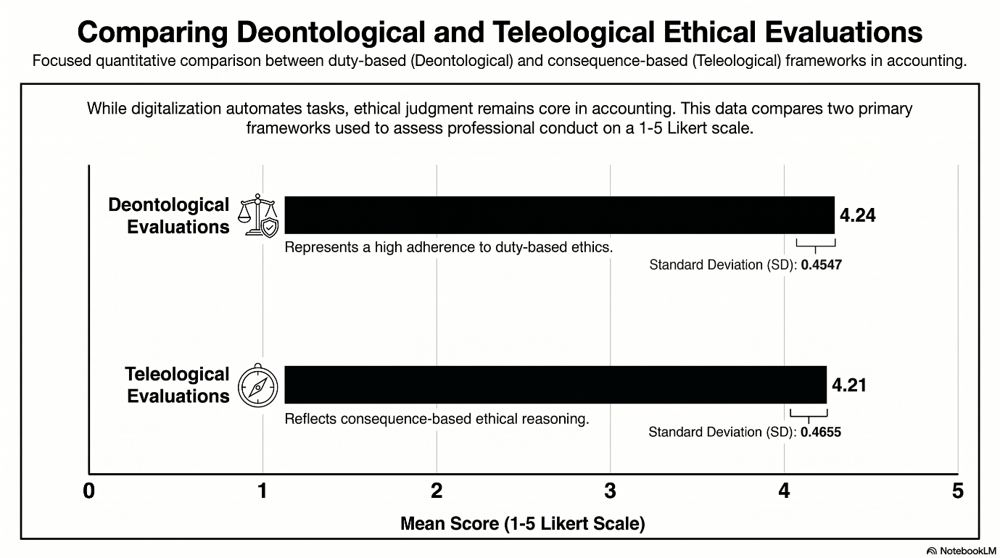 Comparing Deontological and Teleological Ethical Evaluations
Focused quantitative comparison between duty-based (Deontological) and consequence-based (Teleological) frameworks in accounting.
While digitalization automates tasks, ethical judgment remains core in accounting. This data compares two primary
frameworks used to assess professional conduct on a 1-5 Likert scale.
Deontological
Evaluations
4.24
Represents a high adherence to duty-based ethics.
Standard Deviation (SD): 0.4547
Teleological
Evaluations
4.21
Reflects consequence-based ethical reasoning.
Standard Deviation (SD): 0.4655
0 1 2 3 4 5
Mean Score (1-5 Likert Scale)
NotebookLM